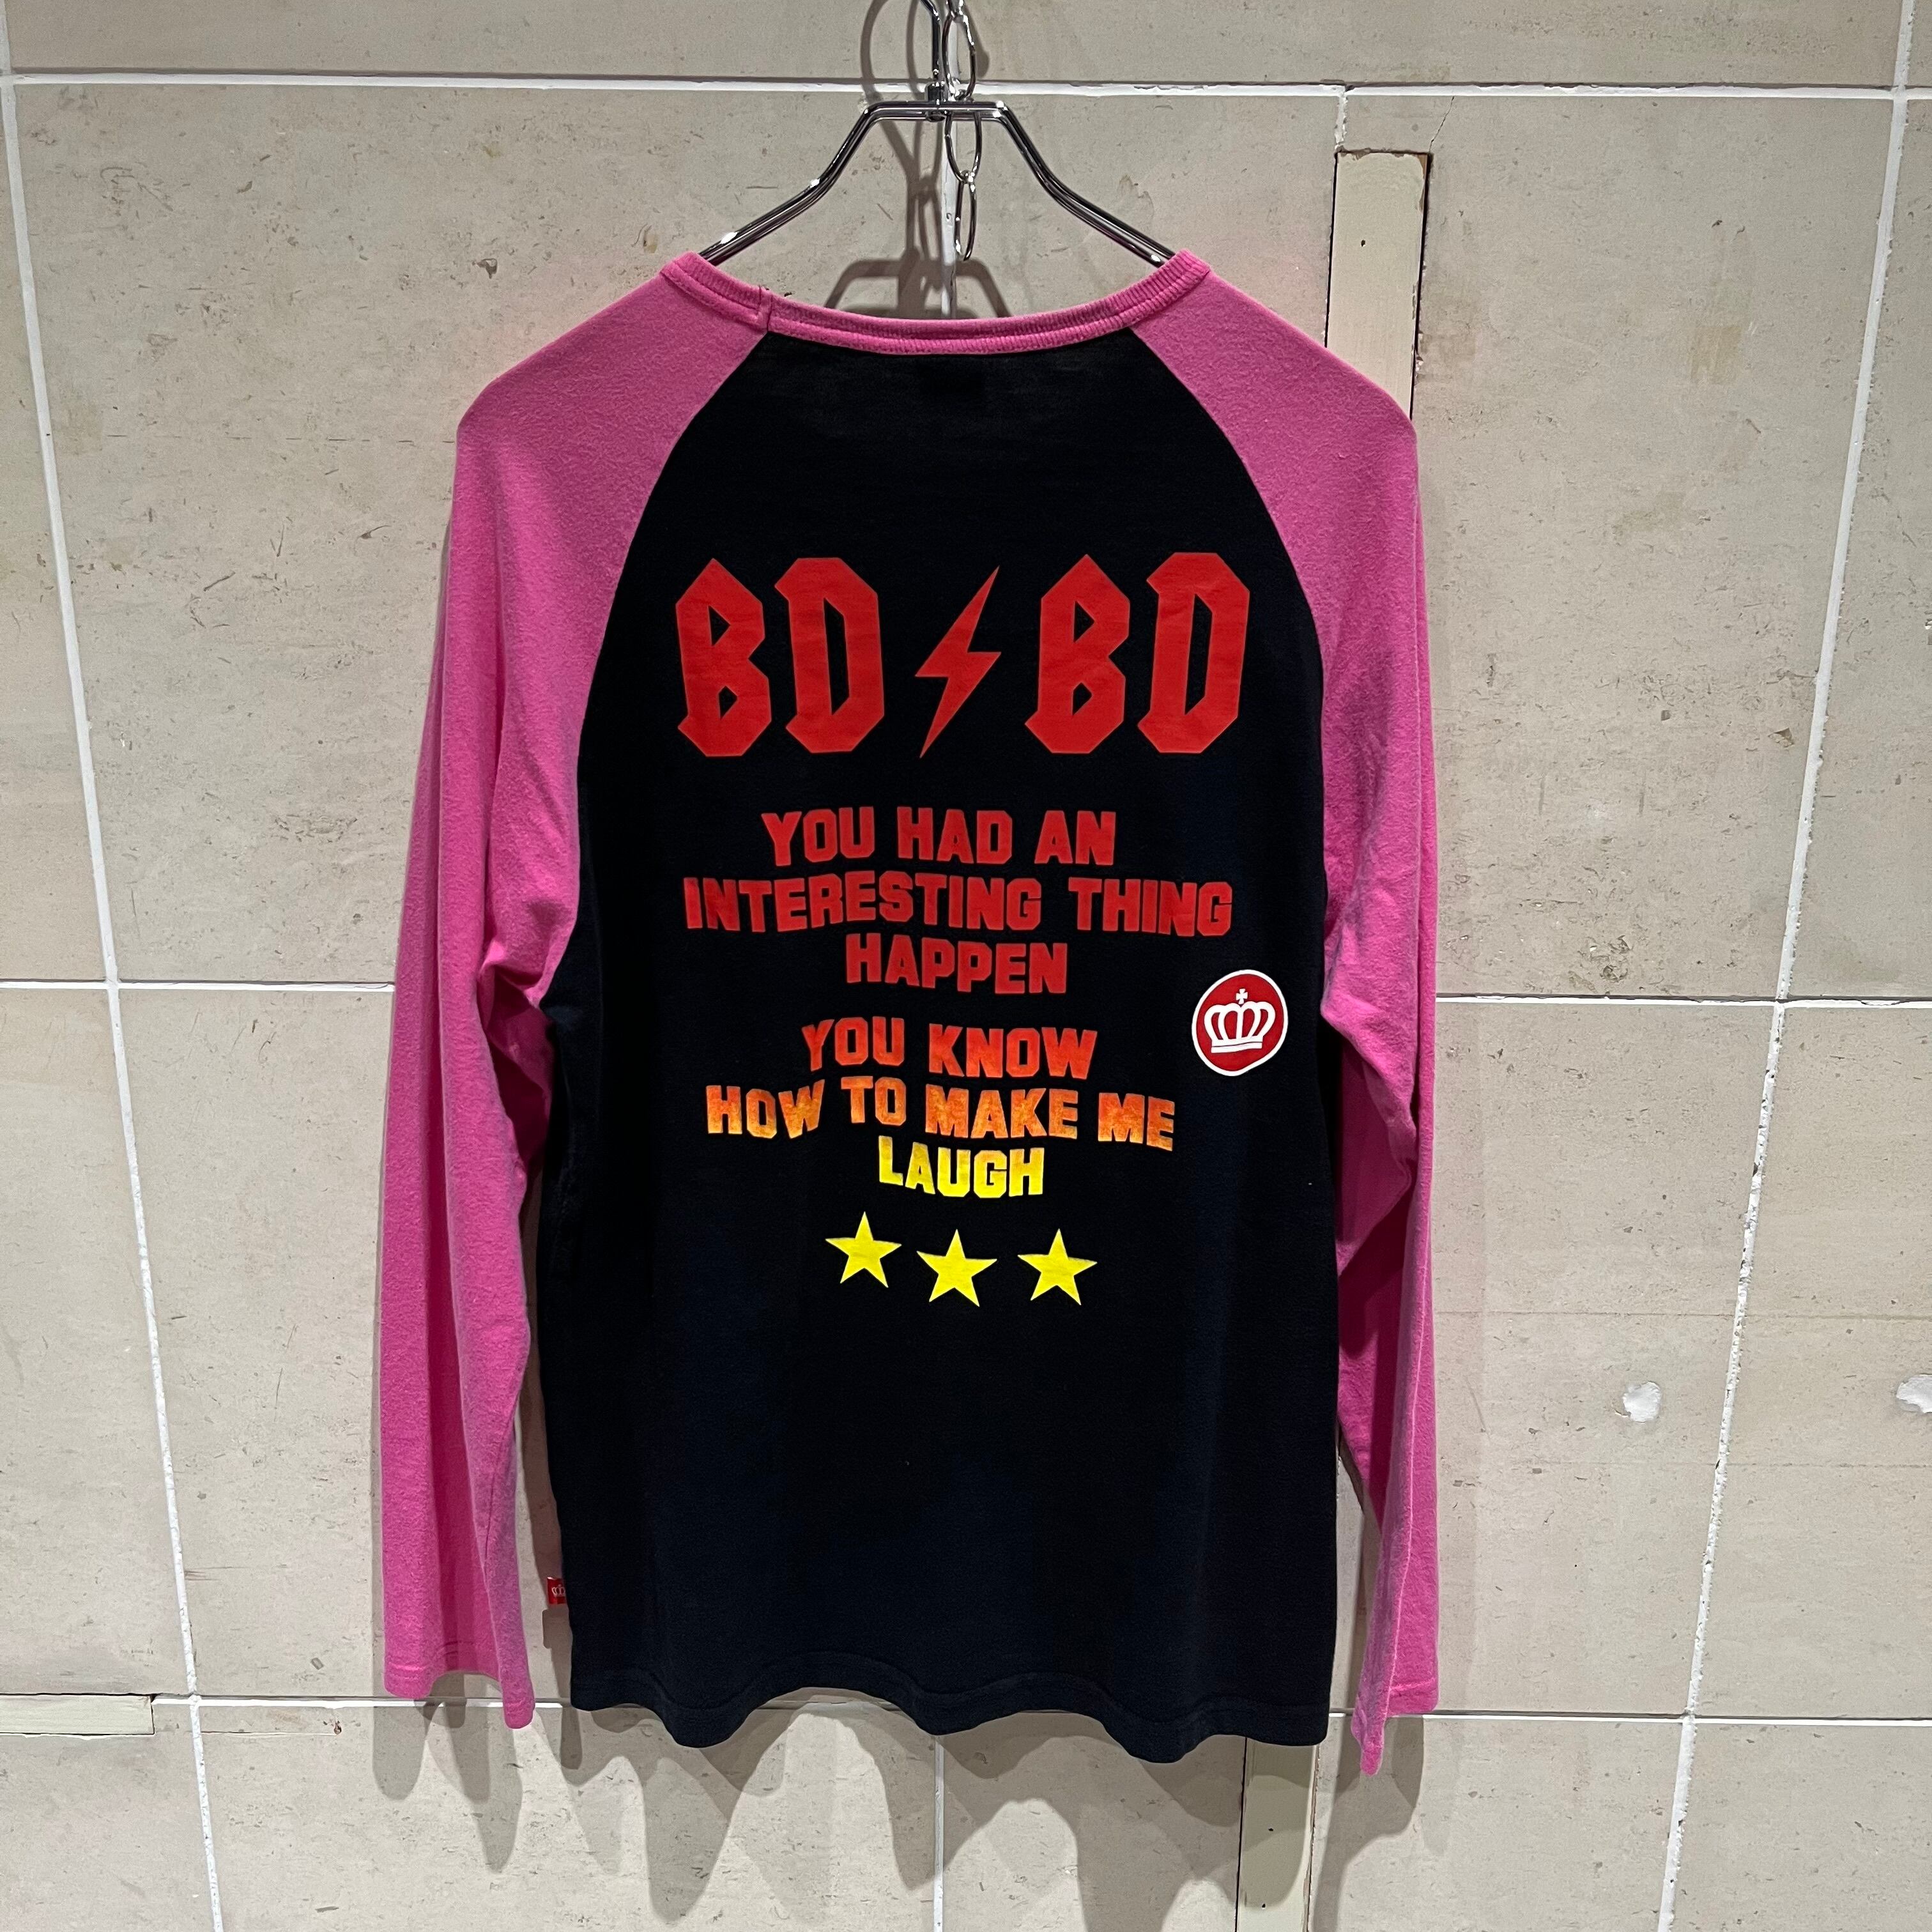 BD⚡BD
YOU HAD AN
INTERESTING THING
HAPPEN
YOU KNOW
HOW TO MAKE ME
LAUGH